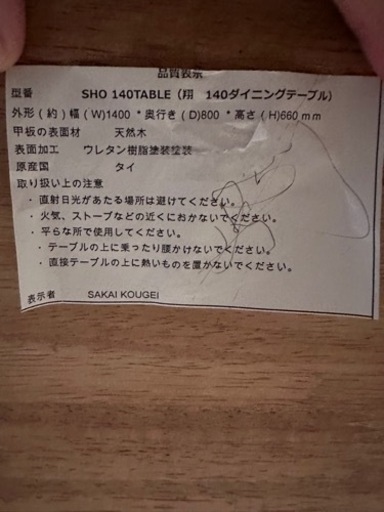 品質表示
型番 SHO 140TABLE（翔 140ダイニングテーブル）
外形（約）幅（W)1400 *奥行き（D)800 *高さ（H)660ｍｍ
甲板の表面材 天然木
表面加工 ウレタン樹脂塗装塗装
原産国 タイ
取り扱い上の注意
・直射日光があたる場所は避けてください。
・火気、ストーブなどの近くにおかないでください。
・平らな所で使用してください。
・テーブルの上に乗ったり腰かけないでください。
・直接テーブルの上に熱いものを置かないでください。
表示者 SAKAI KOUGEI